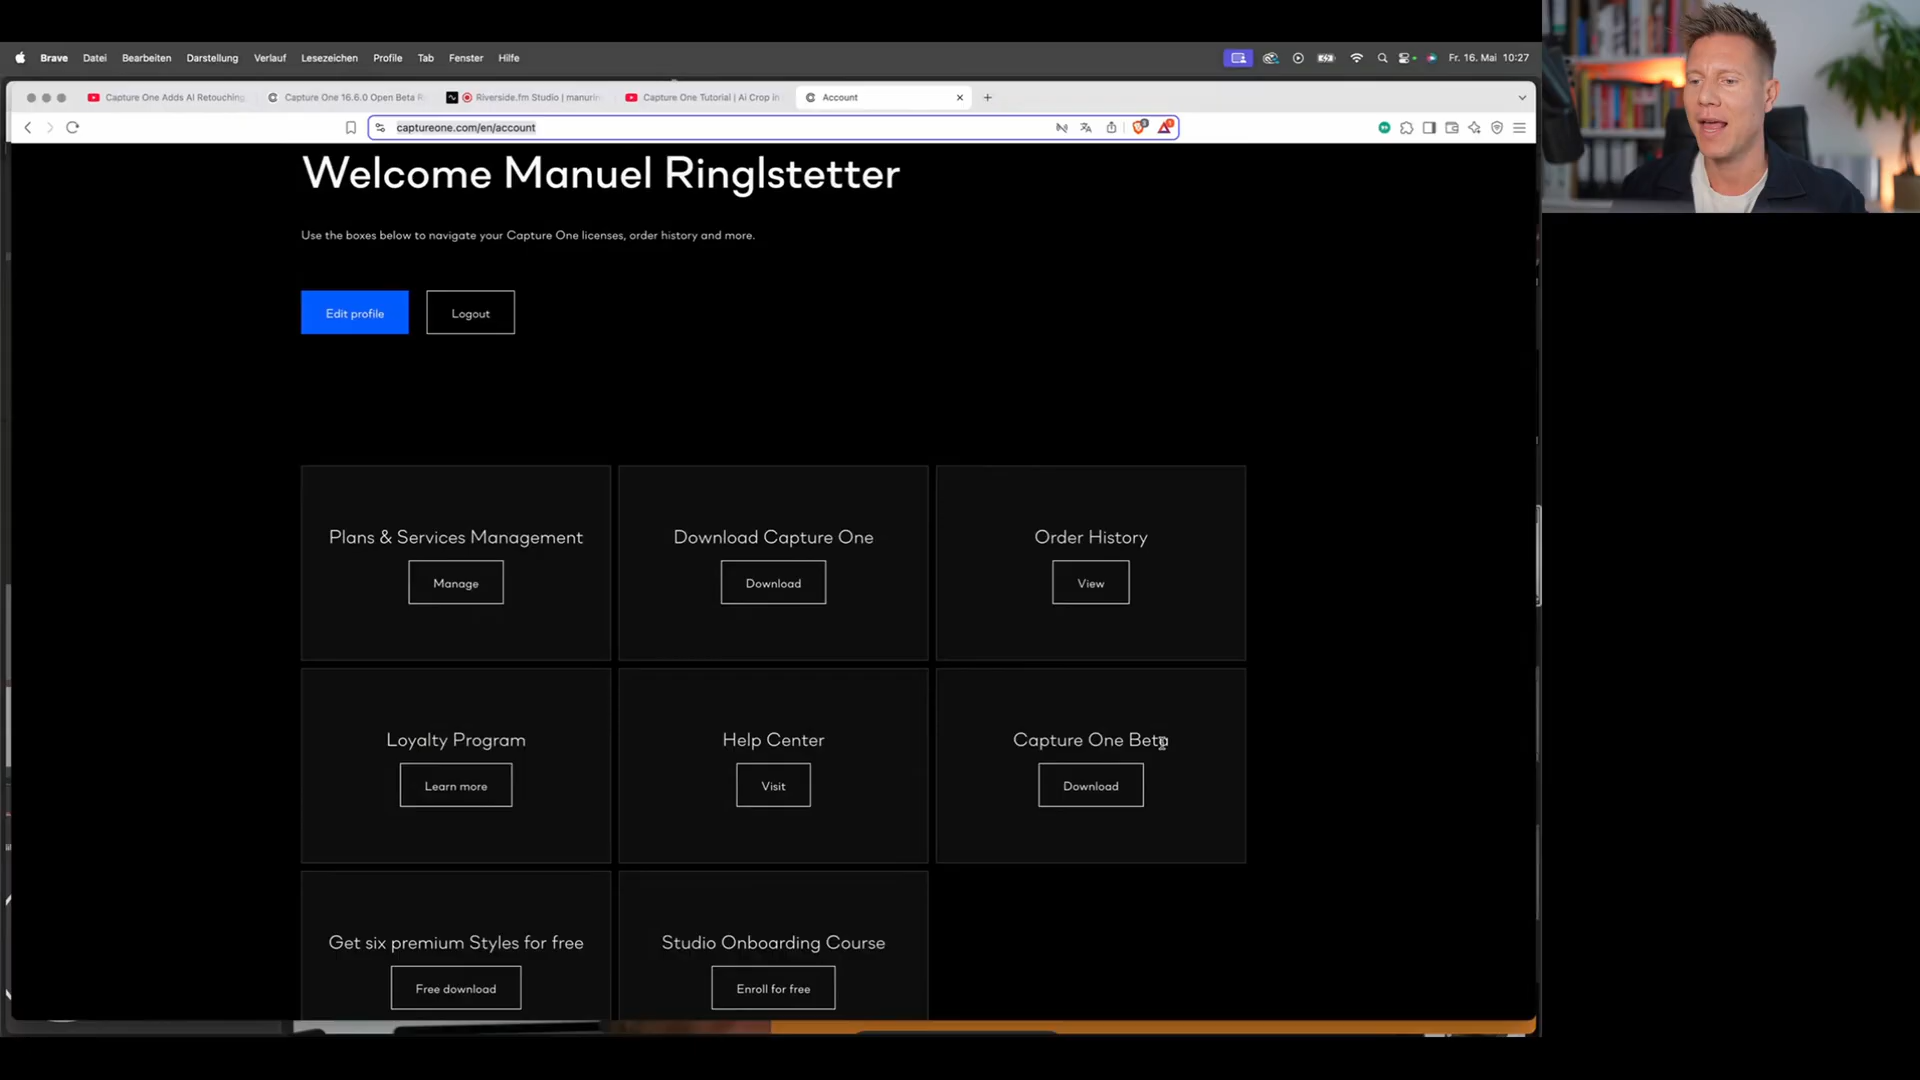 Brave Datei Bearbeiten Darstellung Verlauf Lesezeichen Profile Tab Fenster Hilfe Fr. 16. Mai 10:27
Capture One Adds AI Retouching Capture One 16.6.0 Open Beta R Riverside.fm Studio | manurin Capture One Tutorial | Ai Crop in Account
captureone.com/en/account
Welcome Manuel Ringlstetter
Use the boxes below to navigate your Capture One licenses, order history and more.
Edit profile Logout
Plans & Services Management Download Capture One Order History
Manage Download View
Loyalty Program Help Center Capture One Beta
Learn more Visit Download
Get six premium Styles for free Studio Onboarding Course
Free download Enroll for free